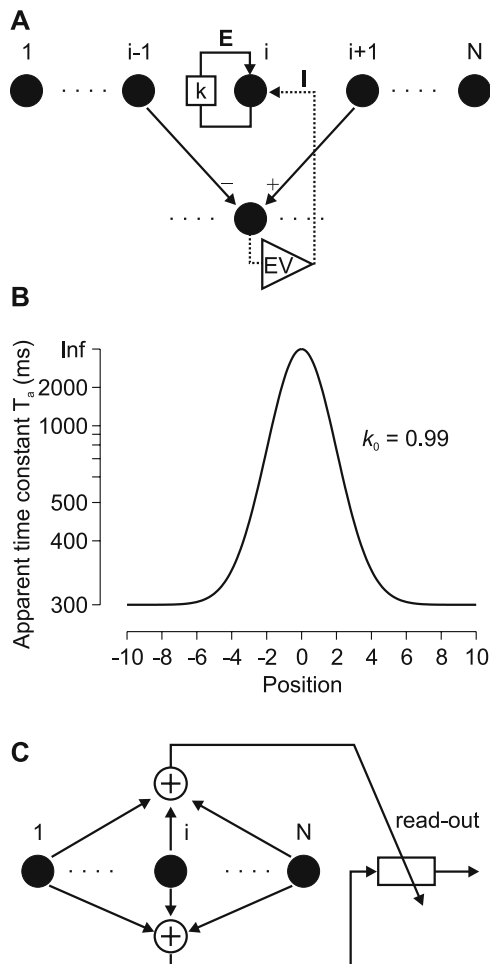 A
1 i-1 E i i+1 N
k I
− +
EV
B
Apparent time constant Tₐ (ms)
Inf
2000
1000
500
400
300
k₀ = 0.99
-10 -8 -6 -4 -2 0 2 4 6 8 10
Position
C
1 i N
+
read-out
+